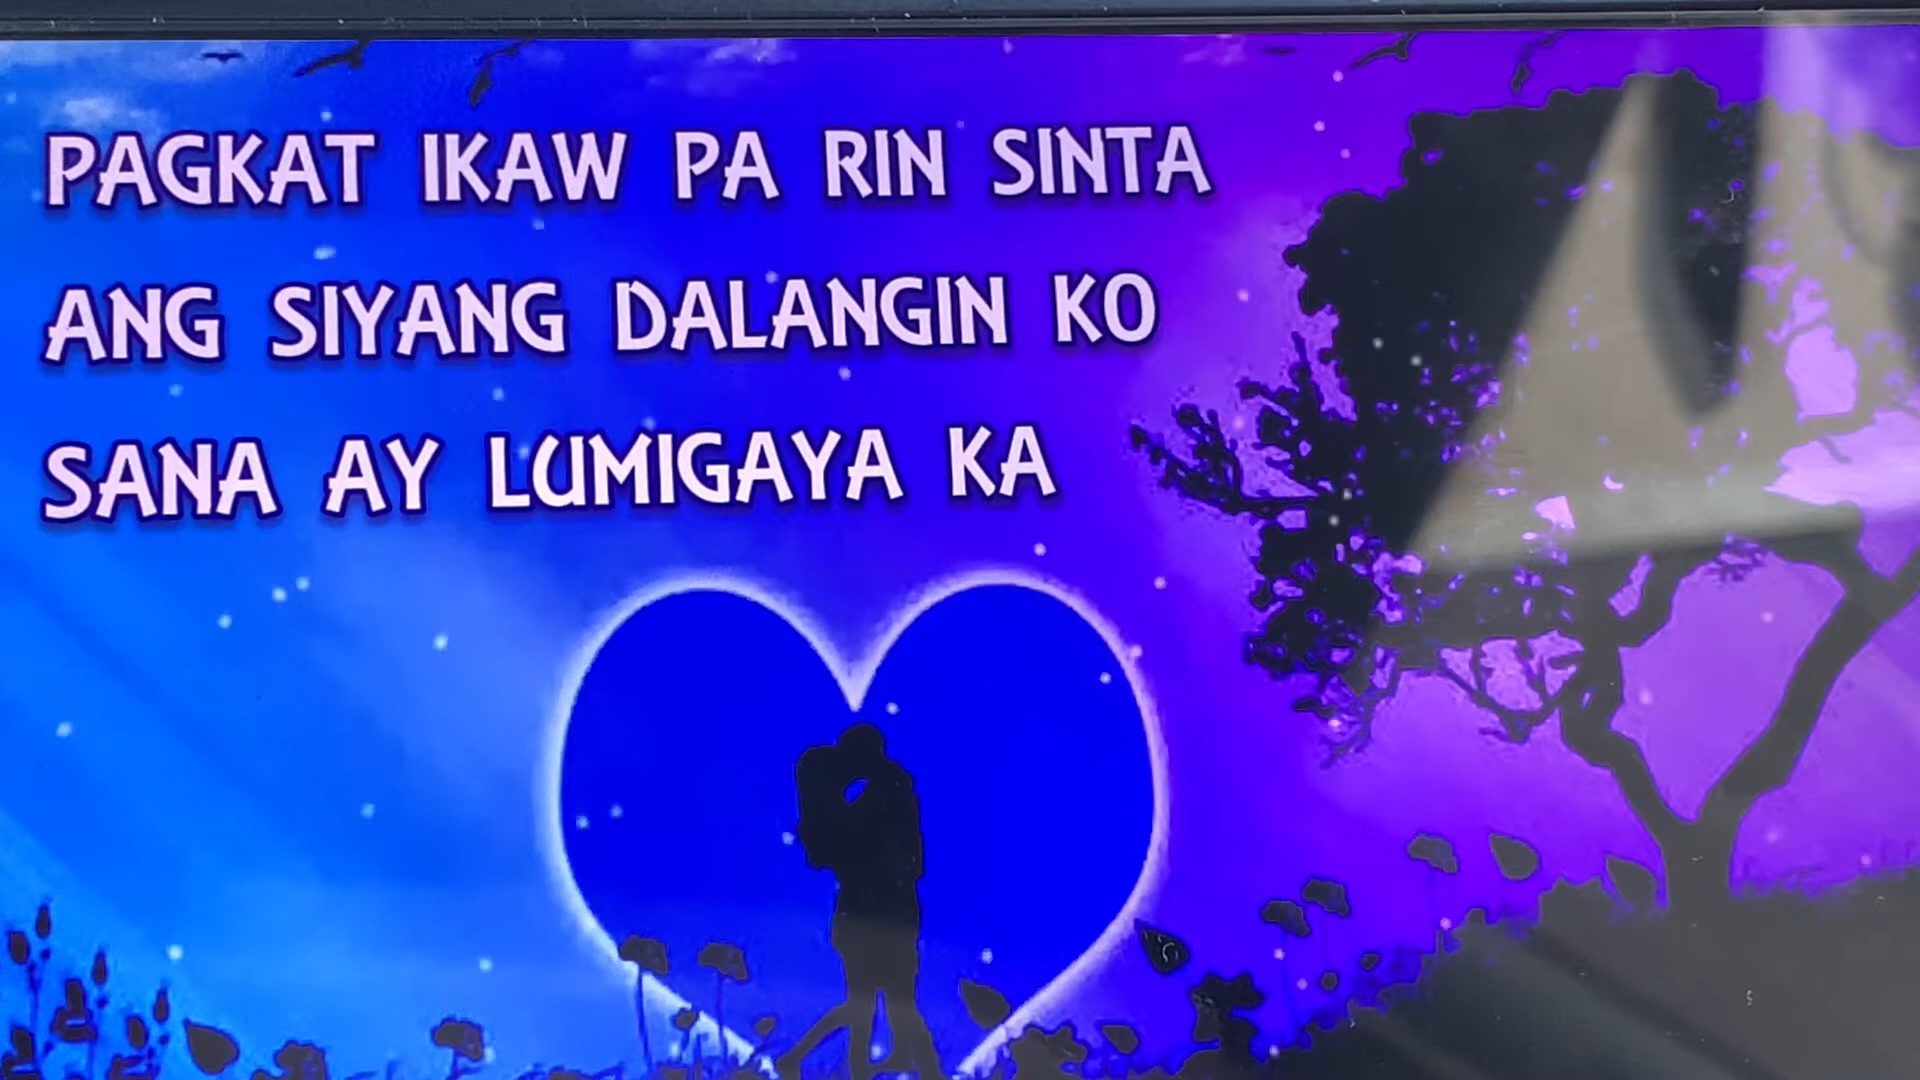 PAGKAT IKAW PA RIN SINTA
ANG SIYANG DALANGIN KO
SANA AY LUMIGAYA KA